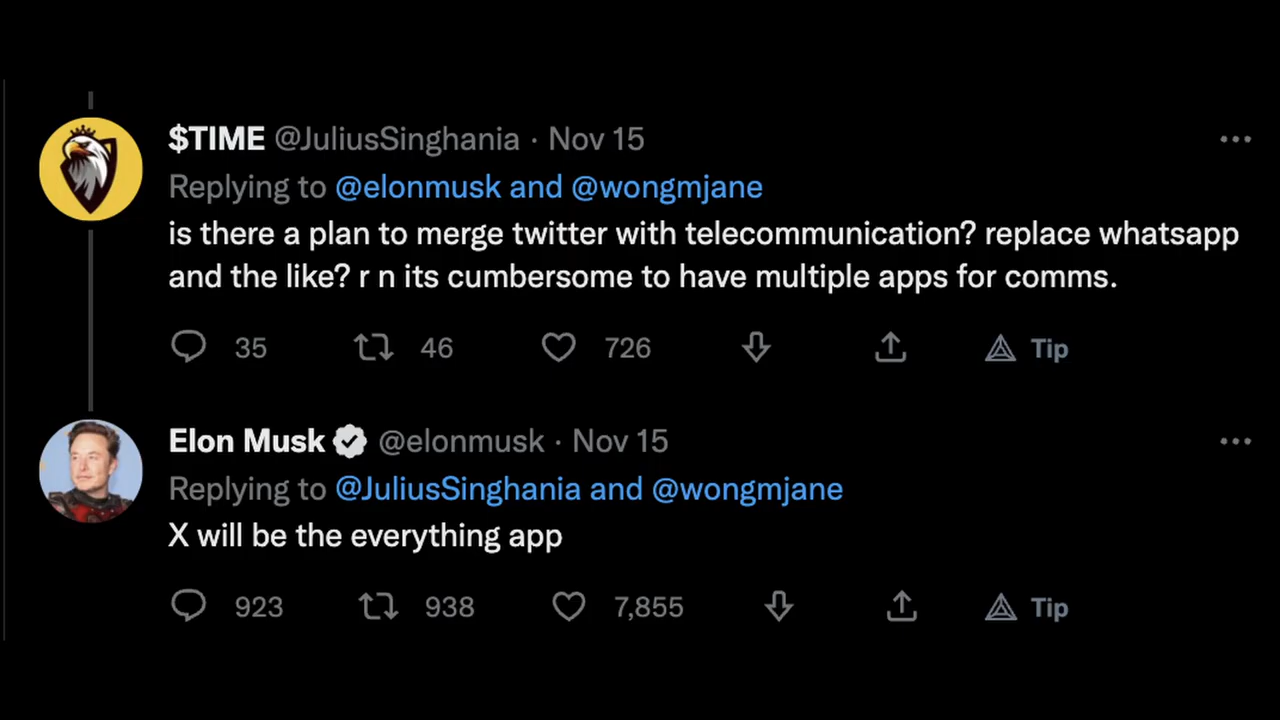 $TIME @JuliusSinghania · Nov 15
Replying to @elonmusk and @wongmjane
is there a plan to merge twitter with telecommunication? replace whatsapp
and the like? r n its cumbersome to have multiple apps for comms.
35 46 726 Tip
Elon Musk @elonmusk · Nov 15
Replying to @JuliusSinghania and @wongmjane
X will be the everything app
923 938 7,855 Tip